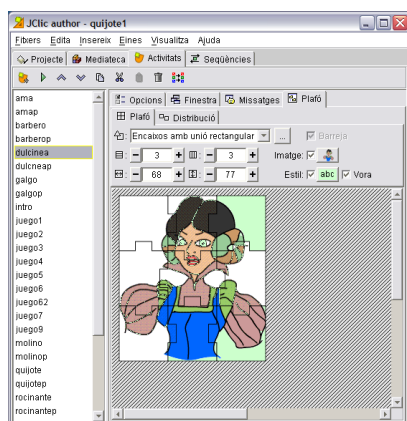 JClic author - quijote1
Fitxers Edita Insereix Eines Visualitza Ajuda
Projecte Mediateca Activitats Seqüències
ama
amap
barbero
barberop
dulcinea
dulcneap
galgo
galgop
intro
juego1
juego2
juego3
juego4
juego5
juego6
juego62
juego7
juego9
molino
molinop
quijote
quijotep
rocinante
rocinantep
Opcions Finestra Missatges Plafó
Plafó Distribució
Encaixos amb unió rectangular ... Barreja
3 3 Imatge:
68 77 Estil: abc Vora